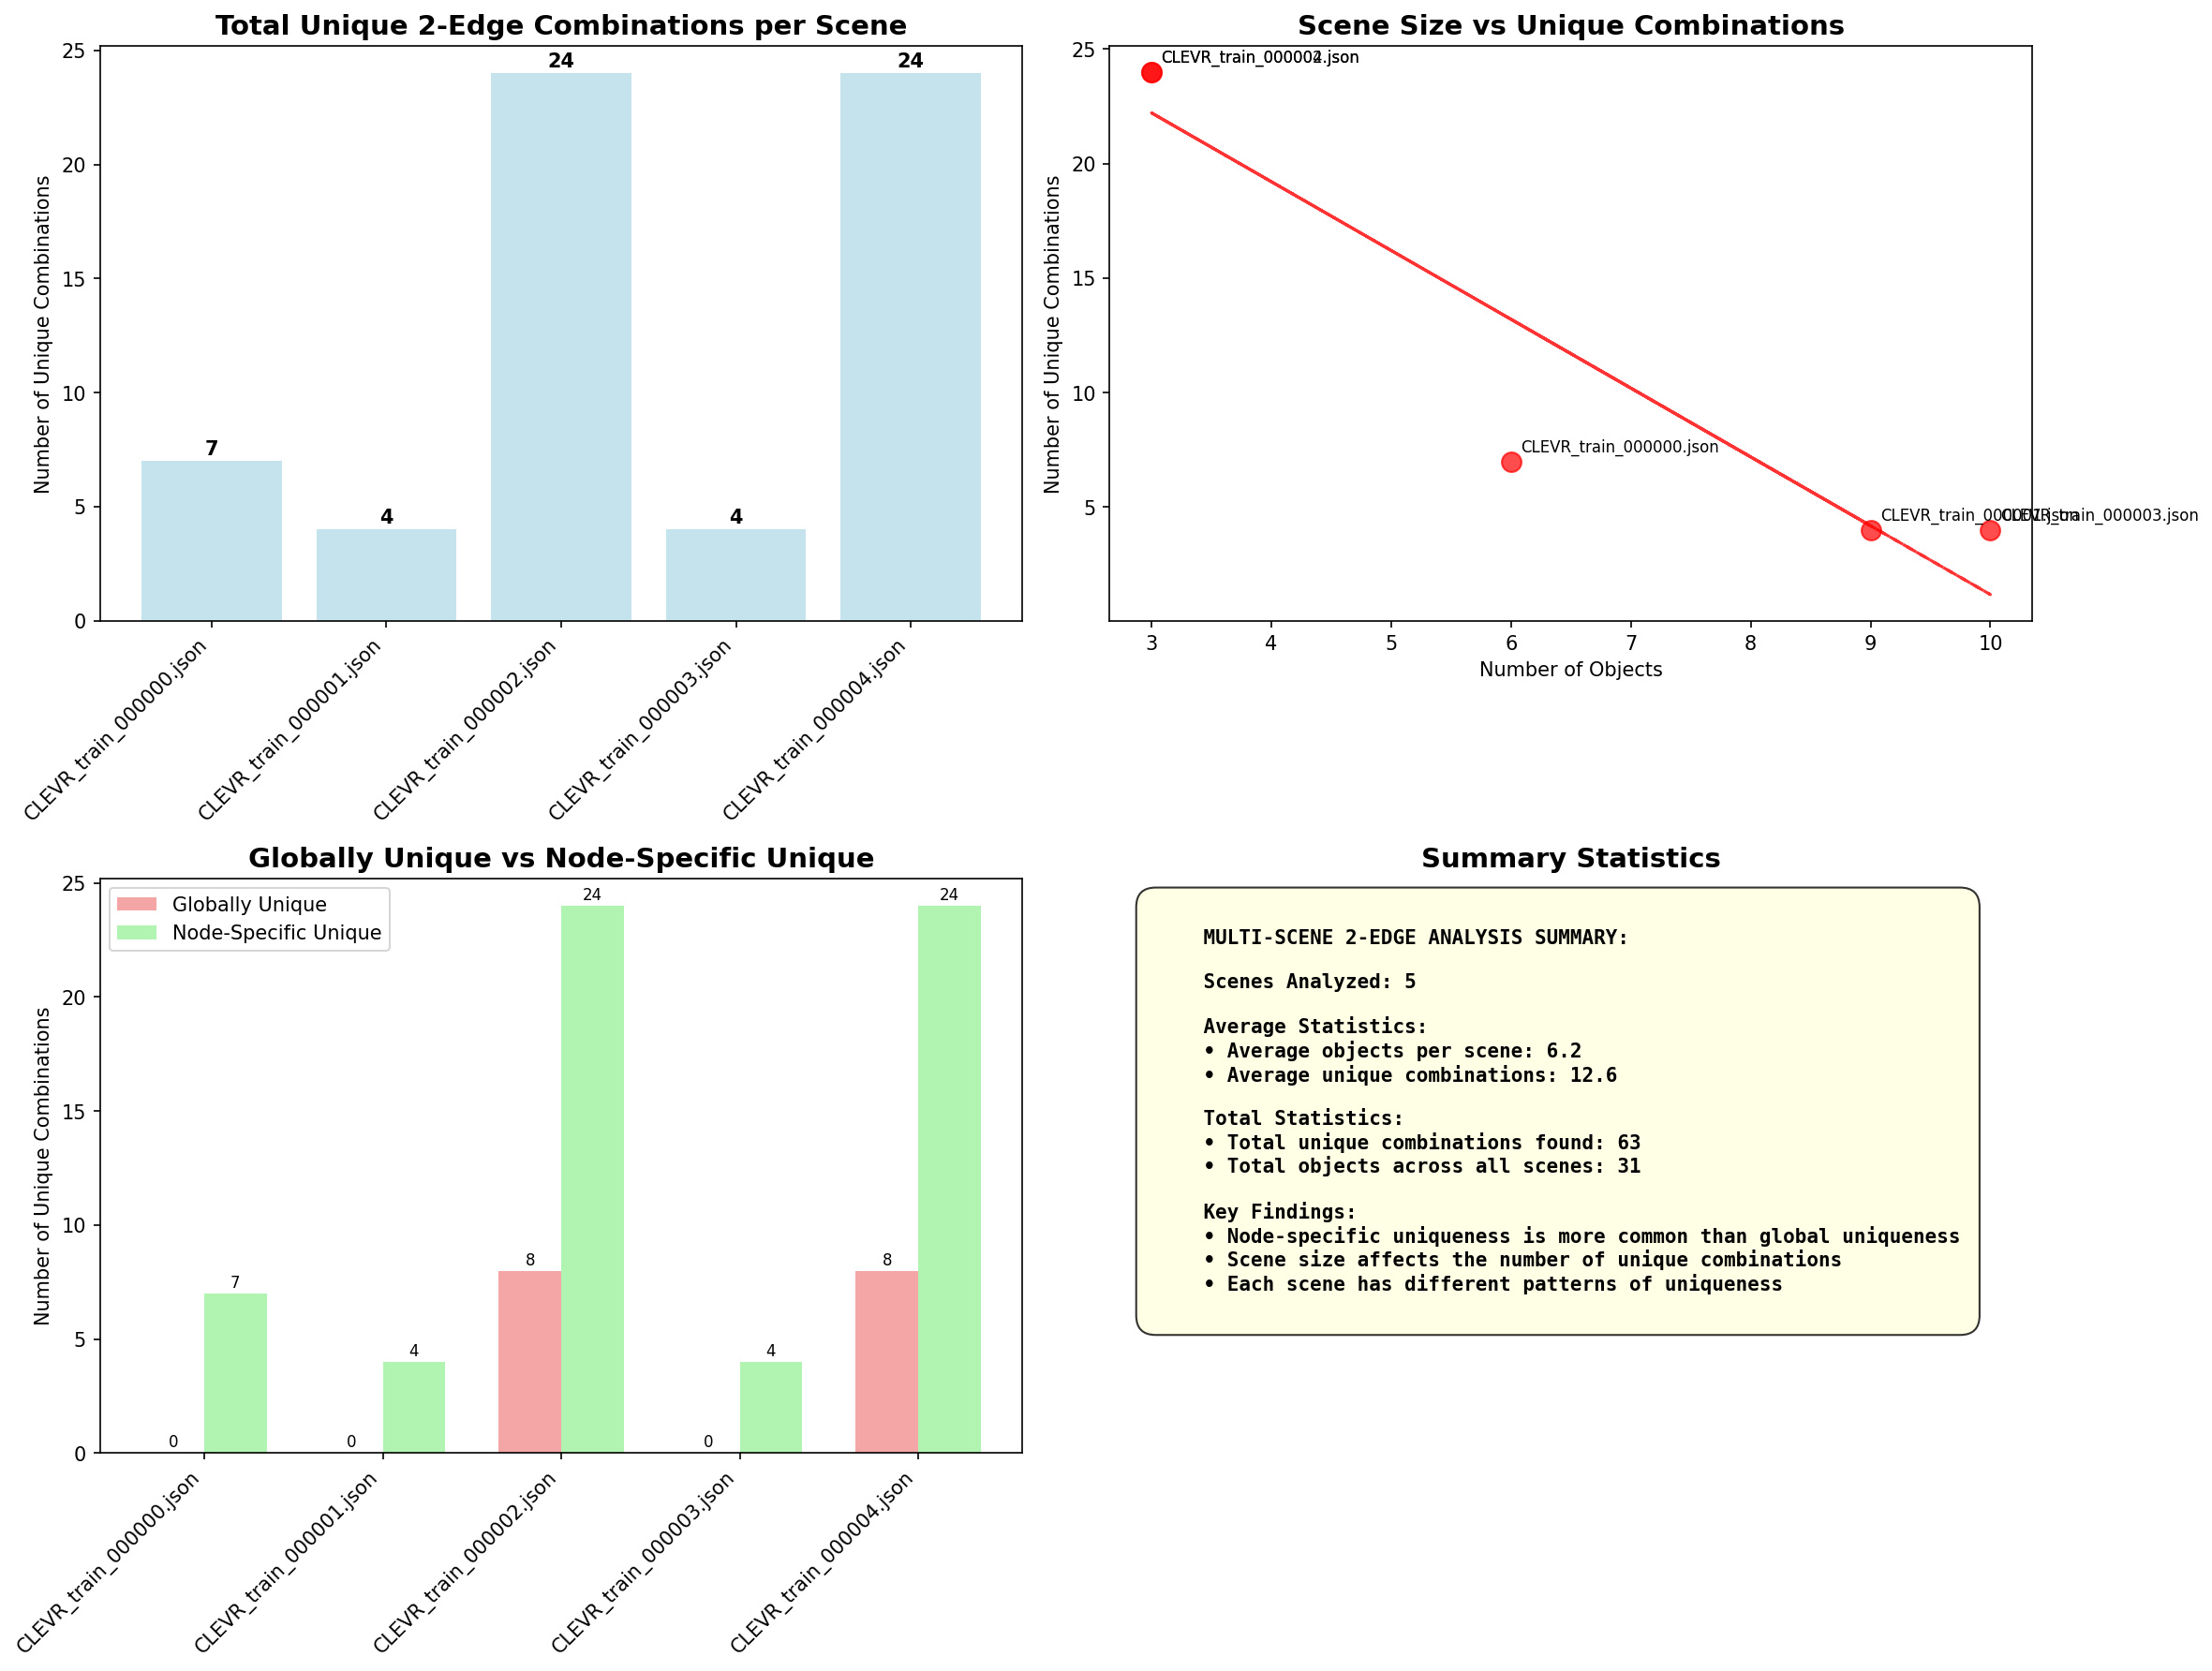 Total Unique 2-Edge Combinations per Scene
Number of Unique Combinations
25
20
15
10
5
0
7
4
24
4
24
CLEVR_train_000000.json
CLEVR_train_000001.json
CLEVR_train_000002.json
CLEVR_train_000003.json
CLEVR_train_000004.json
Scene Size vs Unique Combinations
Number of Unique Combinations
25
20
15
10
5
CLEVR_train_000000.json
CLEVR_train_000003.json
3
4
5
6
7
8
9
10
Number of Objects
Globally Unique vs Node-Specific Unique
Number of Unique Combinations
25
20
15
10
5
0
Globally Unique
Node-Specific Unique
0
7
0
4
8
24
0
4
8
24
CLEVR_train_000000.json
CLEVR_train_000001.json
CLEVR_train_000002.json
CLEVR_train_000003.json
CLEVR_train_000004.json
Summary Statistics
MULTI-SCENE 2-EDGE ANALYSIS SUMMARY:
Scenes Analyzed: 5
Average Statistics:
• Average objects per scene: 6.2
• Average unique combinations: 12.6
Total Statistics:
• Total unique combinations found: 63
• Total objects across all scenes: 31
Key Findings:
• Node-specific uniqueness is more common than global uniqueness
• Scene size affects the number of unique combinations
• Each scene has different patterns of uniqueness